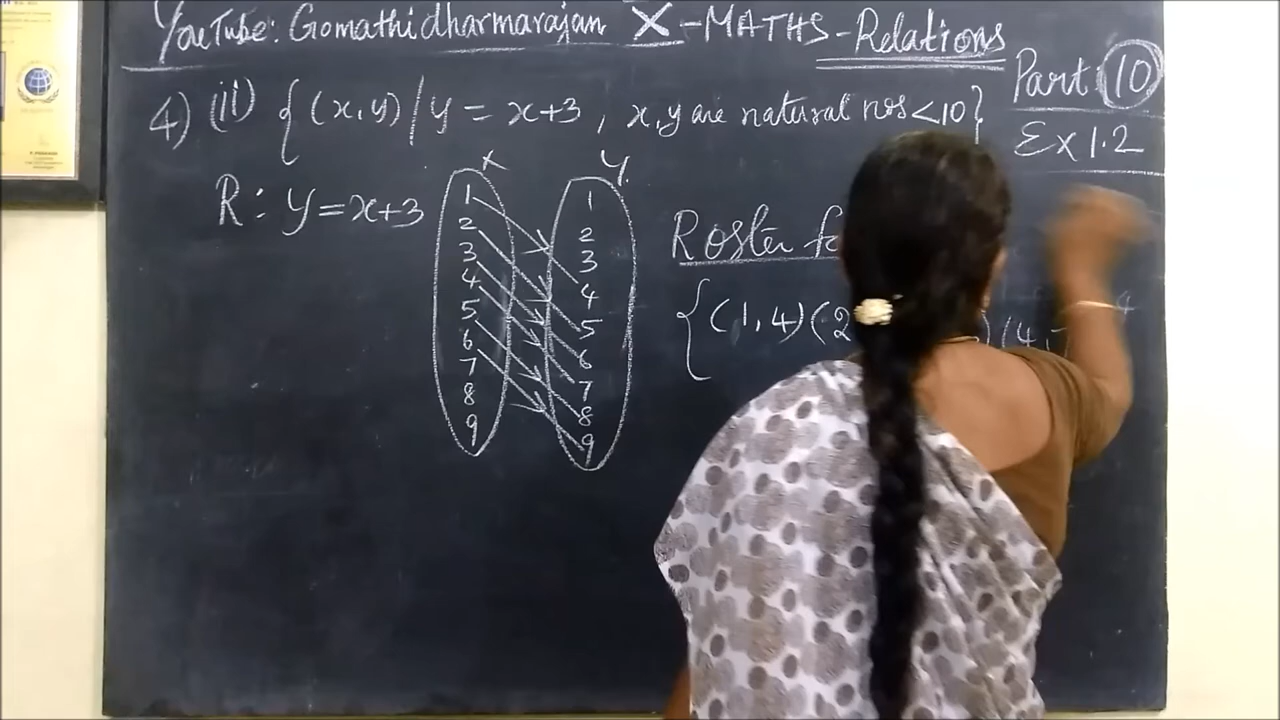 YouTube: Gomathidharmarajan X-MATHS-Relations
Part: 10
Ex 1.2
4) (ii) { (x,y) / y = x+3 , x,y are natural nos < 10 }
R: y = x+3
X Y
1 1
2 2
3 3
4 4
5 5
6 6
7 7
8 8
9 9
Roster
{ (1,4) (2 ) (4,